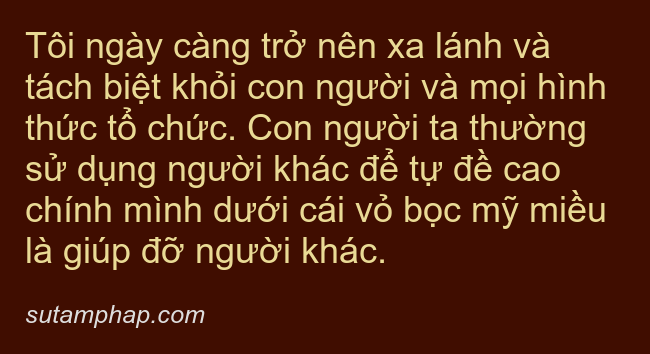 Tôi ngày càng trở nên xa lánh và
tách biệt khỏi con người và mọi hình
thức tổ chức. Con người ta thường
sử dụng người khác để tự đề cao
chính mình dưới cái vỏ bọc mỹ miều
là giúp đỡ người khác.
sutamphap.com